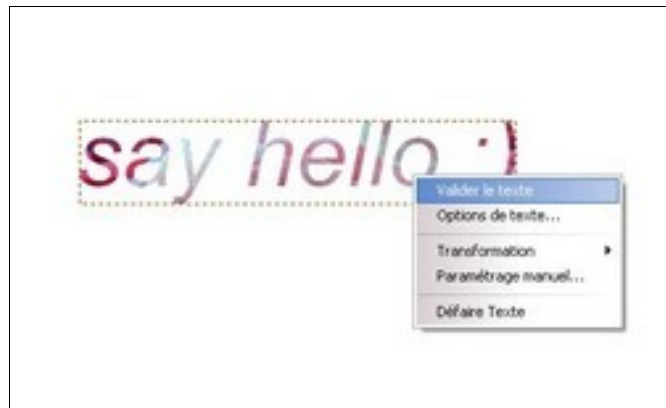 say hello :)
Valider le texte
Options de texte...
Transformation
Paramétrage manuel...
Défaire Texte